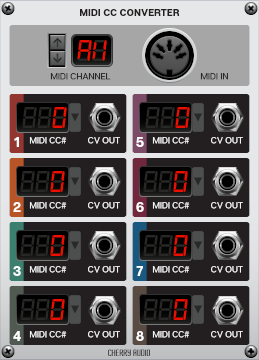 MIDI CC CONVERTER
All
MIDI CHANNEL
MIDI IN
0
1
MIDI CC#
CV OUT
0
5
MIDI CC#
CV OUT
0
2
MIDI CC#
CV OUT
0
6
MIDI CC#
CV OUT
0
3
MIDI CC#
CV OUT
0
7
MIDI CC#
CV OUT
0
4
MIDI CC#
CV OUT
0
8
MIDI CC#
CV OUT
CHERRY AUDIO